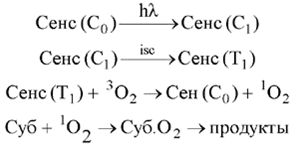 Сенс (C₀) hλ → Сенс (C₁)
Сенс (C₁) isc → Сенс (T₁)
Сенс (T₁) + ³O₂ → Сен (C₀) + ¹O₂
Суб + ¹O₂ → Суб.O₂ → продукты